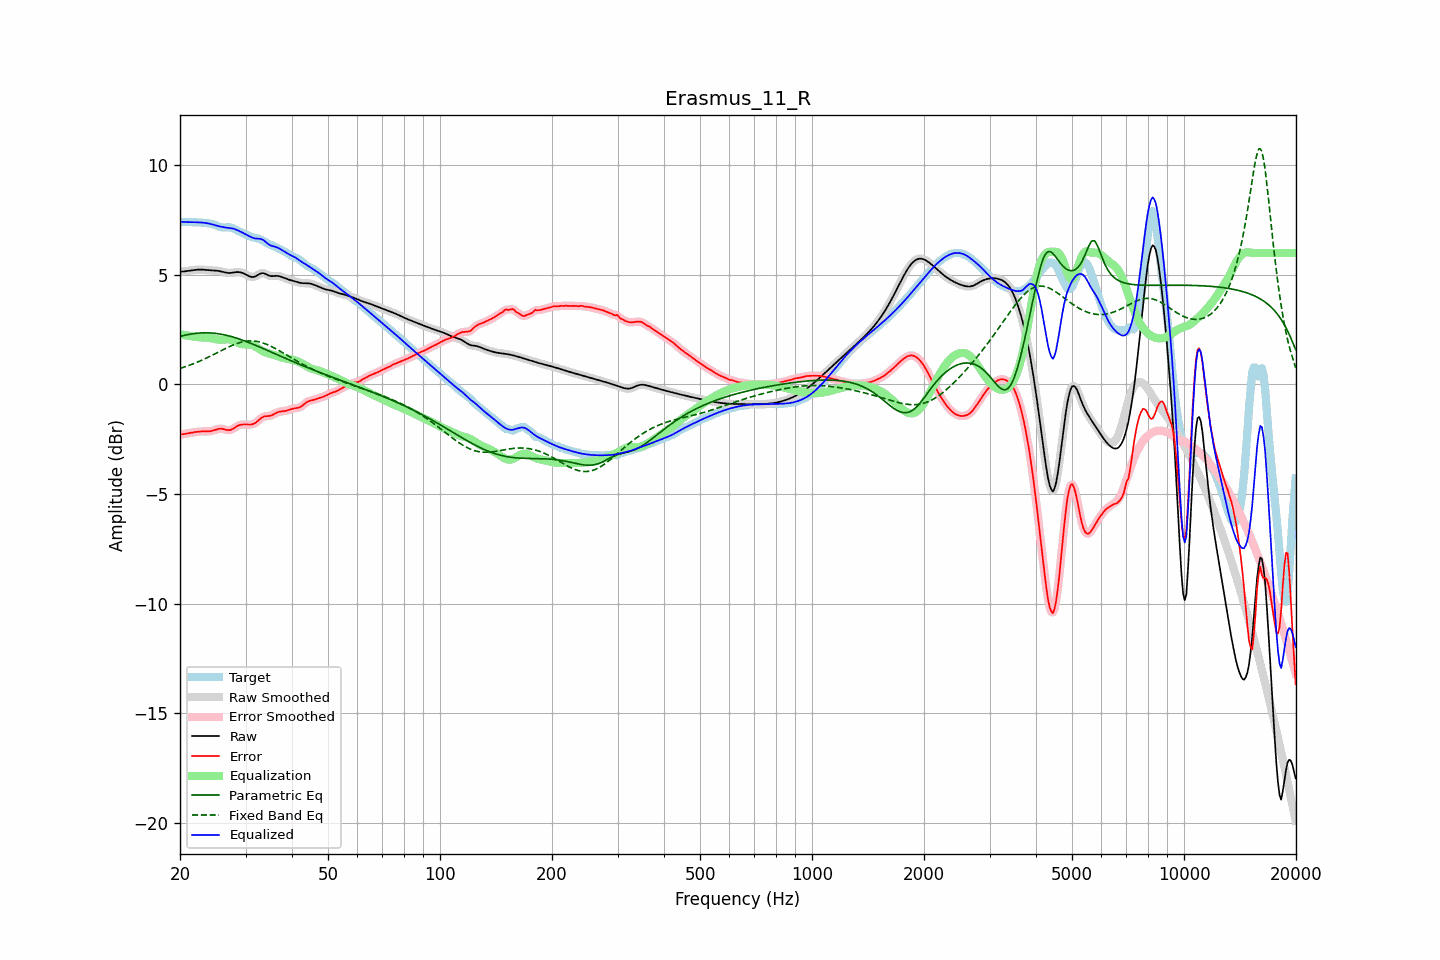 Erasmus_11_R
Amplitude (dBr)
10
5
0
−5
−10
−15
−20
Target
Raw Smoothed
Error Smoothed
Raw
Error
Equalization
Parametric Eq
Fixed Band Eq
Equalized
20 50 100 200 500 1000 2000 5000 10000 20000
Frequency (Hz)